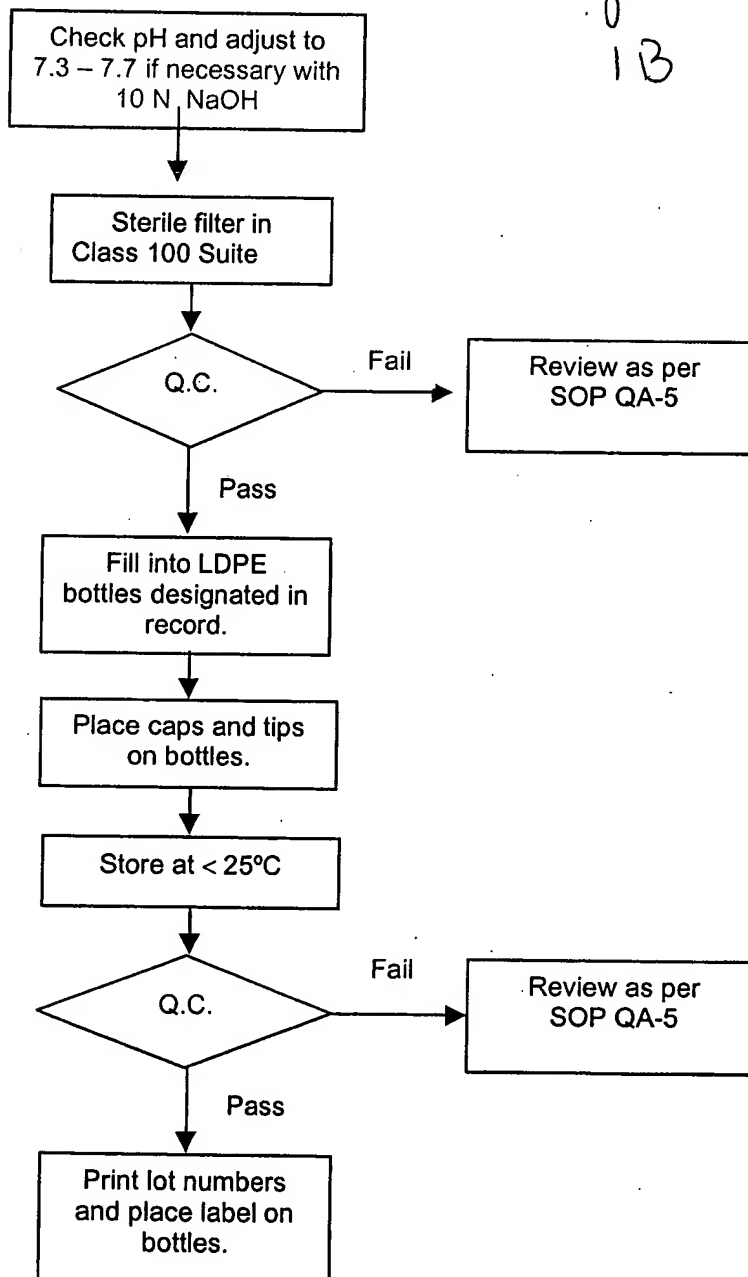 1B
Check pH and adjust to
7.3 – 7.7 if necessary with
10 N NaOH
Sterile filter in
Class 100 Suite
Q.C.
Fail
Review as per
SOP QA-5
Pass
Fill into LDPE
bottles designated in
record.
Place caps and tips
on bottles.
Store at < 25ºC
Q.C.
Fail
Review as per
SOP QA-5
Pass
Print lot numbers
and place label on
bottles.